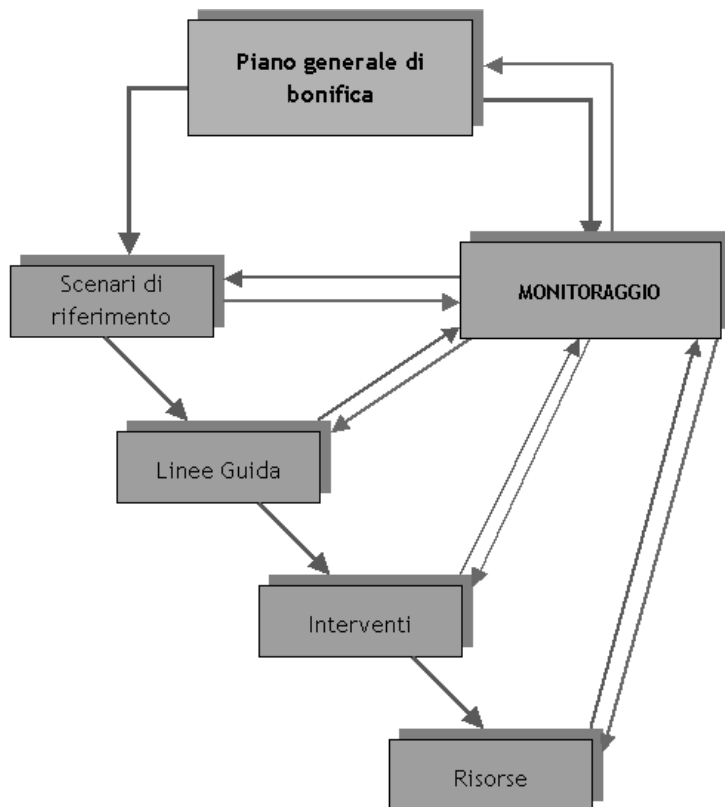 Piano generale di
bonifica
Scenari di
riferimento
MONITORAGGIO
Linee Guida
Interventi
Risorse